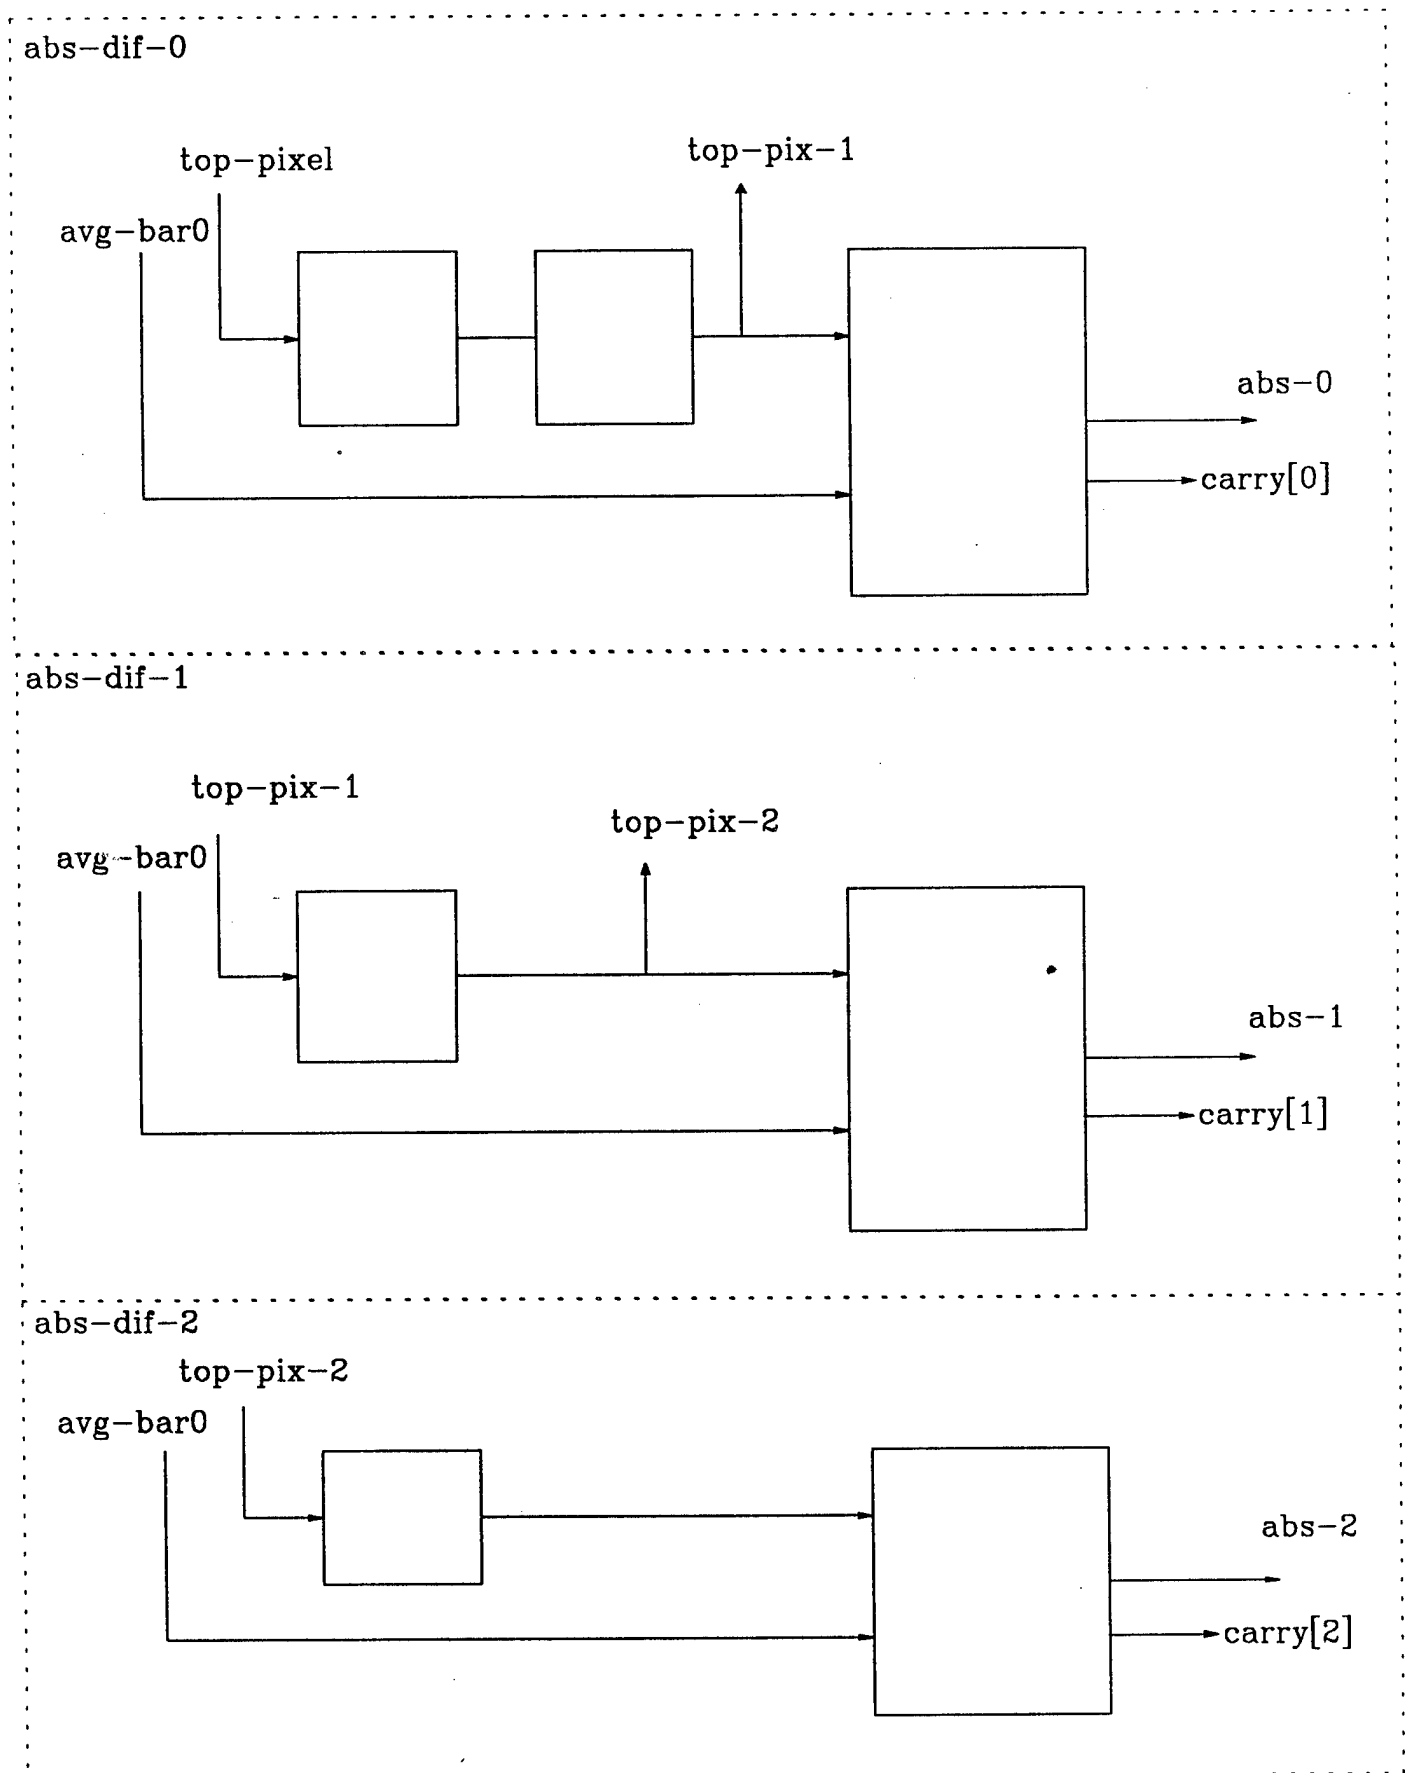 abs-dif-0
top-pixel
top-pix-1
avg-bar0
abs-0
carry[0]
abs-dif-1
top-pix-1
top-pix-2
avg-bar0
abs-1
carry[1]
abs-dif-2
top-pix-2
avg-bar0
abs-2
carry[2]